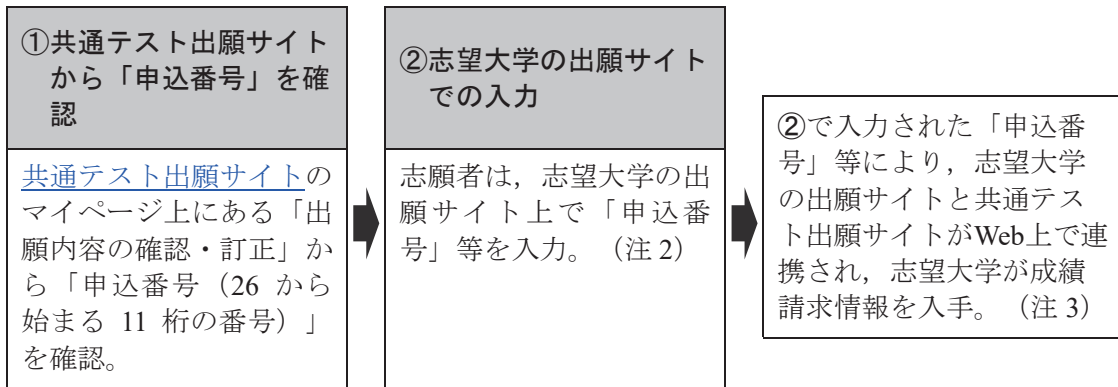 ①共通テスト出願サイト
から「申込番号」を確
認
共通テスト出願サイトの
マイページ上にある「出
願内容の確認・訂正」か
ら「申込番号（26 から
始まる 11 桁の番号）」
を確認。
②志望大学の出願サイト
での入力
志願者は，志望大学の出
願サイト上で「申込番
号」等を入力。（注 2）
②で入力された「申込番
号」等により，志望大学
の出願サイトと共通テス
ト出願サイトがWeb上で連
携され，志望大学が成績
請求情報を入手。（注 3）